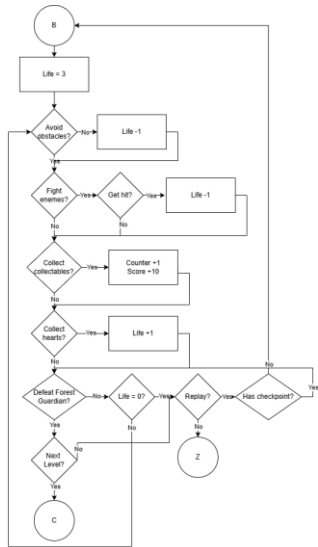 B
Life = 3
Avoid
obstacles?
No
Life -1
Yes
Fight
enemies?
Yes
Get hit?
Yes
Life -1
No
No
Collect
collectables?
Yes
Counter +1
Score +10
No
Collect
hearts?
Yes
Life +1
No
No
Defeat Forest
Guardian?
No
Life = 0?
Yes
Replay?
Yes
Has checkpoint?
Yes
Yes
No
No
Next
Level?
No
Z
Yes
C